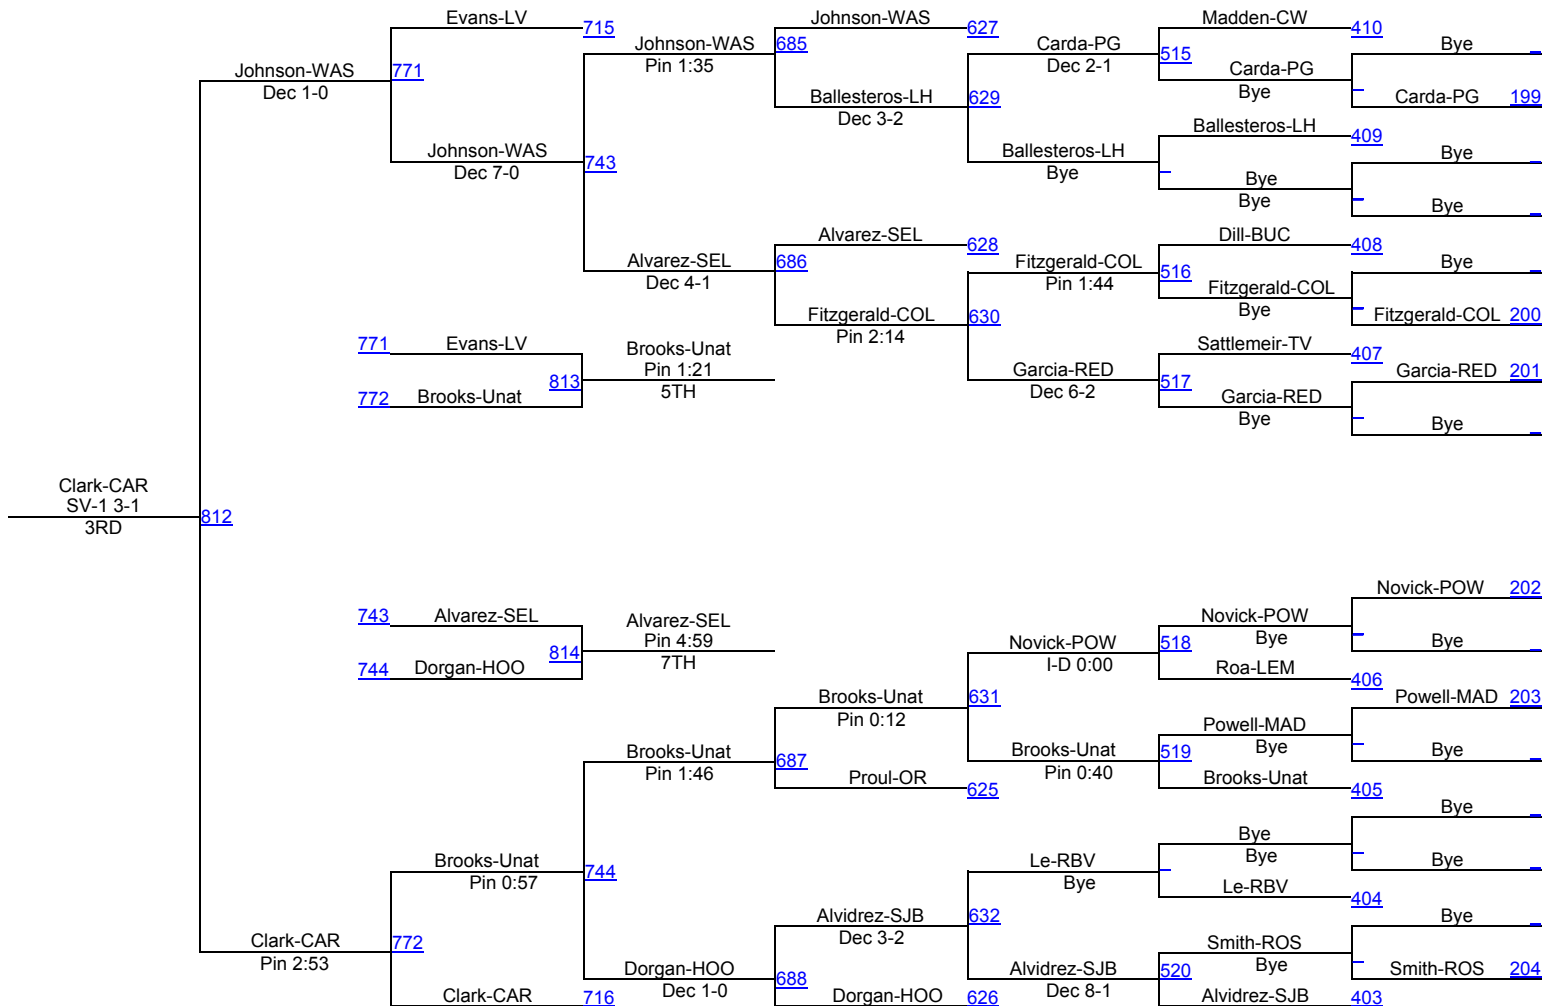 Evans-LV 715
Johnson-WAS 627
Madden-CW 410
Johnson-WAS 685
Pin 1:35
Carda-PG 515
Dec 2-1
Bye
Johnson-WAS 771
Dec 1-0
Carda-PG
Bye
Ballesteros-LH 629
Dec 3-2
Carda-PG 199
Ballesteros-LH 409
Johnson-WAS 743
Dec 7-0
Ballesteros-LH
Bye
Bye
Bye
Bye
Bye
Alvarez-SEL 628
Dill-BUC 408
Alvarez-SEL 686
Dec 4-1
Fitzgerald-COL 516
Pin 1:44
Bye
Fitzgerald-COL
Bye
Fitzgerald-COL 630
Pin 2:14
Fitzgerald-COL 200
771 Evans-LV
Brooks-Unat
Pin 1:21
5TH
Sattlemeir-TV 407
813
Garcia-RED 517
Dec 6-2
Garcia-RED 201
772 Brooks-Unat
Garcia-RED
Bye
Bye
Clark-CAR
SV-1 3-1
3RD
812
Novick-POW 202
743 Alvarez-SEL
Alvarez-SEL
Pin 4:59
7TH
Novick-POW
Bye
814
Novick-POW 518
I-D 0:00
Bye
744 Dorgan-HOO
Roa-LEM 406
Brooks-Unat 631
Pin 0:12
Powell-MAD 203
Powell-MAD
Bye
Brooks-Unat 687
Pin 1:46
Brooks-Unat 519
Pin 0:40
Bye
Proul-OR 625
Brooks-Unat 405
Bye
Bye
Bye
Brooks-Unat 744
Pin 0:57
Le-RBV
Bye
Bye
Le-RBV 404
Alvidrez-SJB 632
Dec 3-2
Bye
Clark-CAR 772
Pin 2:53
Smith-ROS
Bye
Dorgan-HOO 688
Dec 1-0
Alvidrez-SJB 520
Dec 8-1
Smith-ROS 204
Clark-CAR 716
Dorgan-HOO 626
Alvidrez-SJB 403